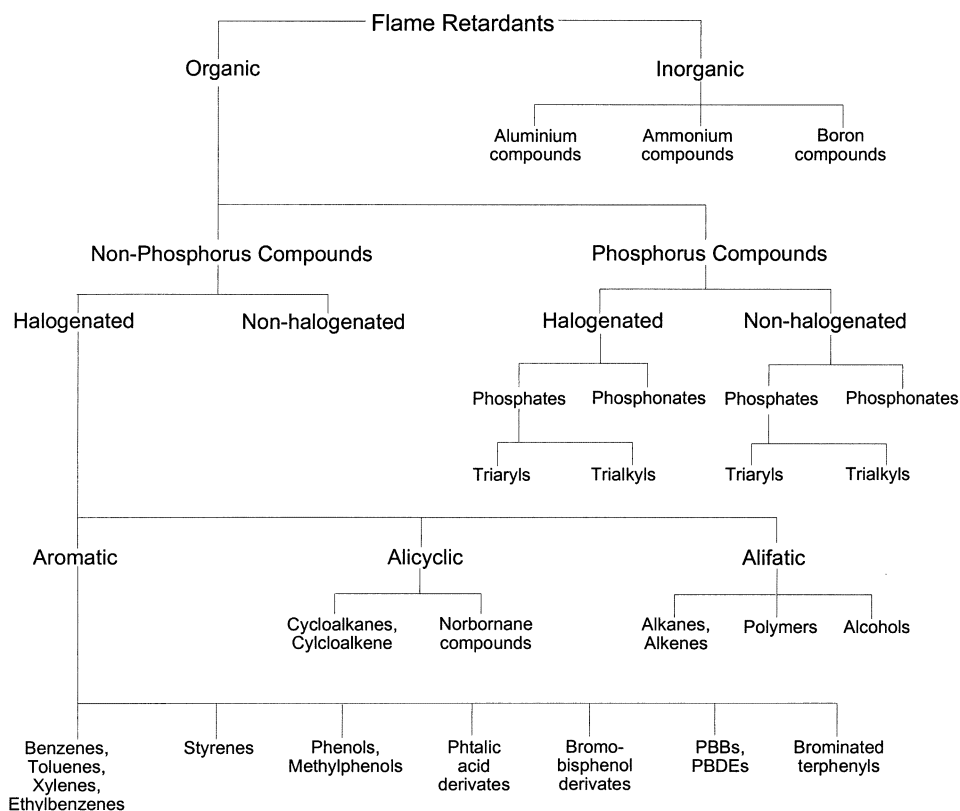 Flame Retardants
Organic
Inorganic
Aluminium
compounds
Ammonium
compounds
Boron
compounds
Non-Phosphorus Compounds
Phosphorus Compounds
Halogenated
Non-halogenated
Halogenated
Non-halogenated
Phosphates
Phosphonates
Phosphates
Phosphonates
Triaryls
Trialkyls
Triaryls
Trialkyls
Aromatic
Alicyclic
Alifatic
Cycloalkanes,
Cylcloalkene
Norbornane
compounds
Alkanes,
Alkenes
Polymers
Alcohols
Benzenes,
Toluenes,
Xylenes,
Ethylbenzenes
Styrenes
Phenols,
Methylphenols
Phtalic
acid
derivates
Bromo-
bisphenol
derivates
PBBs,
PBDEs
Brominated
terphenyls